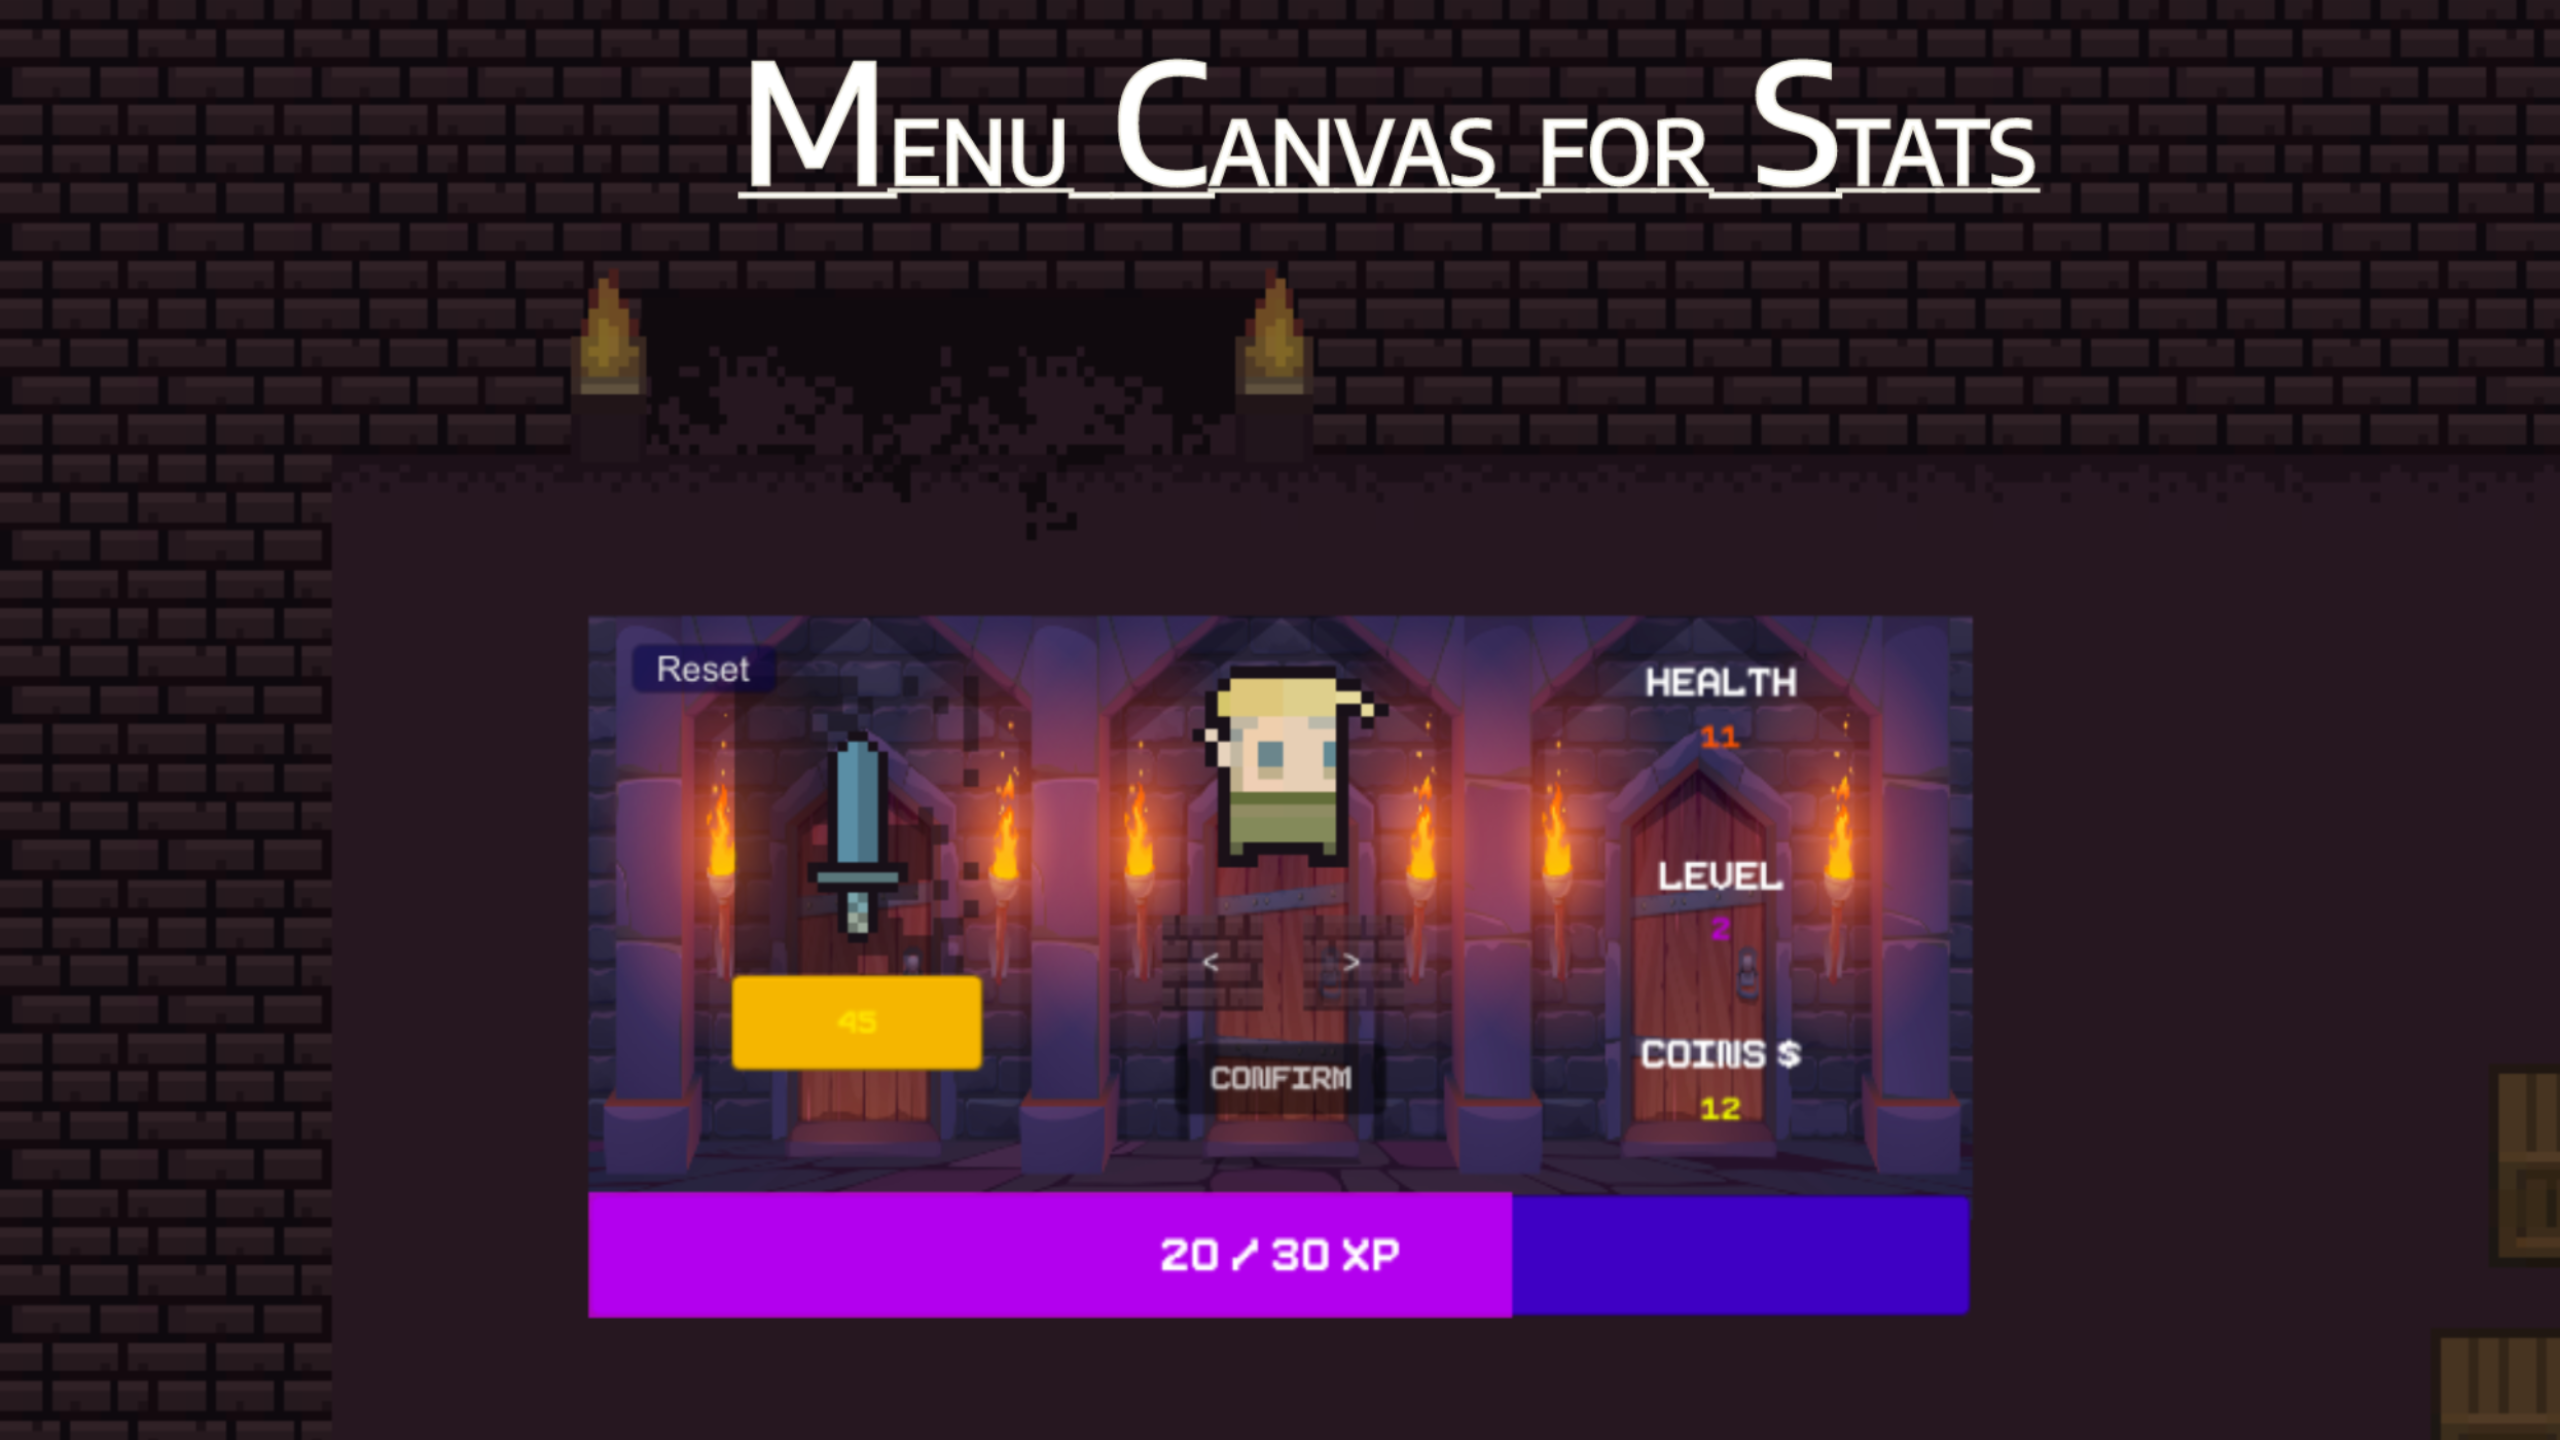 Menu Canvas for Stats
Reset
45
<
>
CONFIRM
HEALTH
11
LEVEL
2
COINS $
12
20 / 30 XP